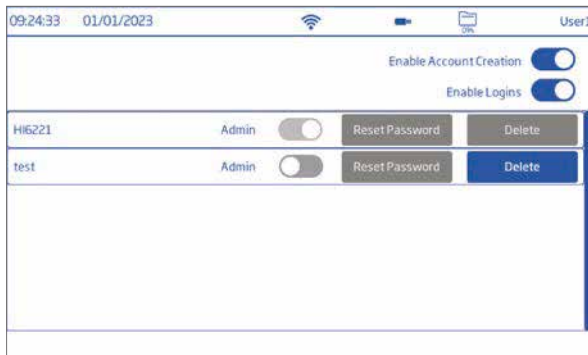 09:24:33 01/01/2023 0% User1
Enable Account Creation
Enable Logins
HI6221 Admin Reset Password Delete
test Admin Reset Password Delete